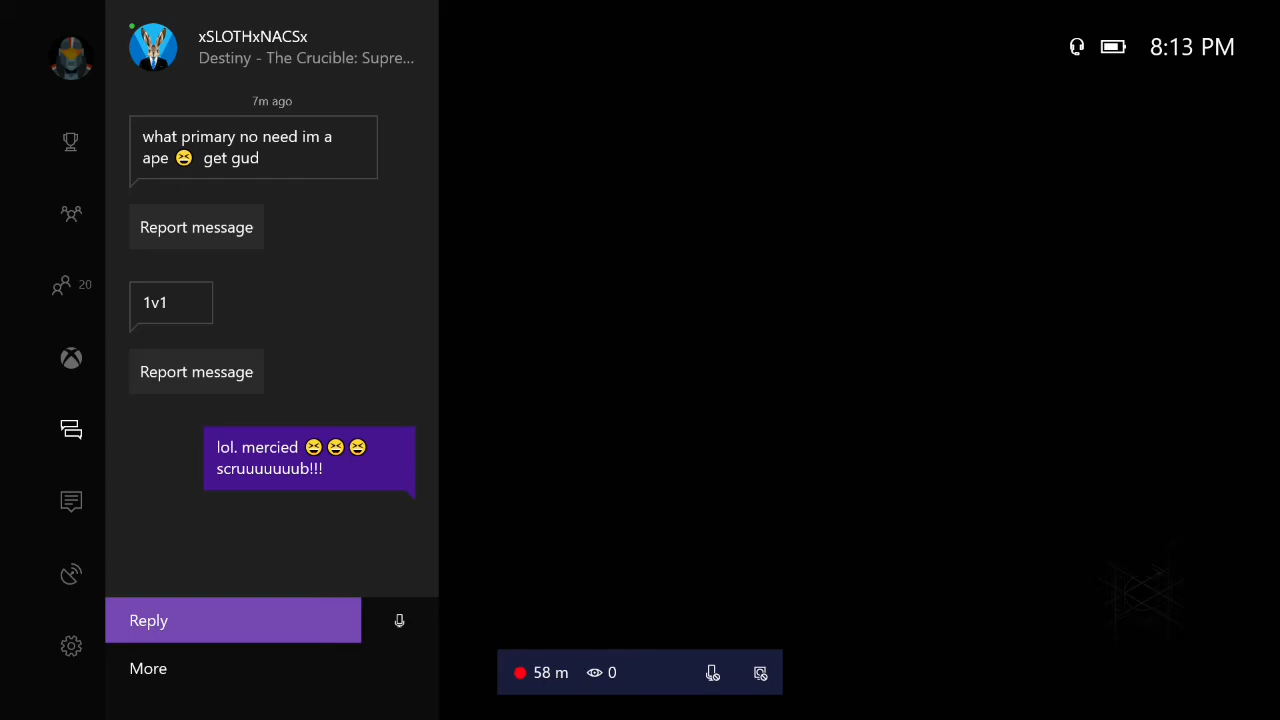 xSLOTHxNACSx
Destiny - The Crucible: Supre...
8:13 PM
7m ago
what primary no need im a
ape 😆 get gud
Report message
20
1v1
Report message
lol. mercied 😆😆😆
scruuuuuuub!!!
Reply
More
58 m
0